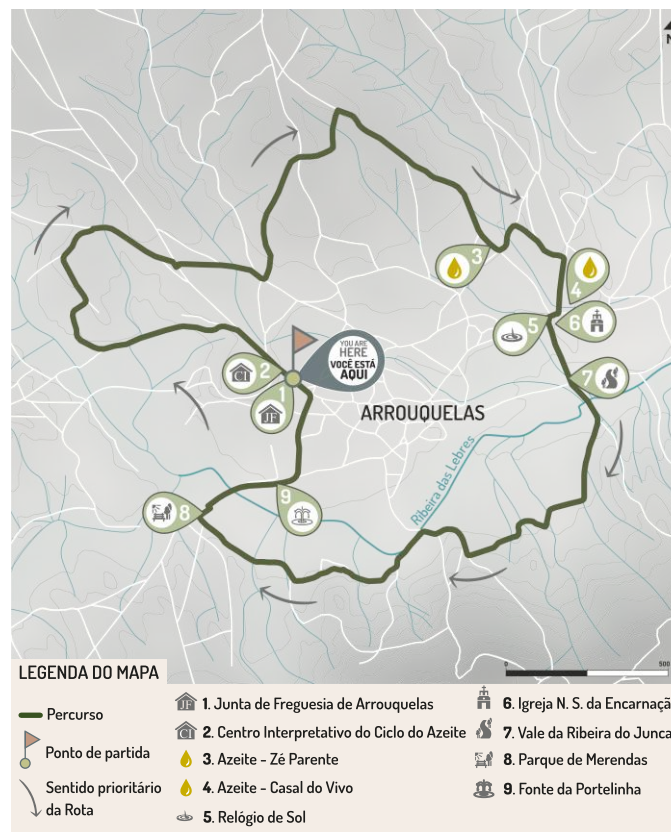 N
3
4
5
6
7
2
1
YOU ARE
HERE
VOCÊ ESTÁ
AQUI
CI
JF
ARROUQUELAS
Ribeira das Lebres
8
9
0
500
LEGENDA DO MAPA
Percurso
Ponto de partida
Sentido prioritário
da Rota
JF 1. Junta de Freguesia de Arrouquelas
CI 2. Centro Interpretativo do Ciclo do Azeite
3. Azeite - Zé Parente
4. Azeite - Casal do Vivo
5. Relógio de Sol
6. Igreja N. S. da Encarnaçã
7. Vale da Ribeira do Junca
8. Parque de Merendas
9. Fonte da Portelinha